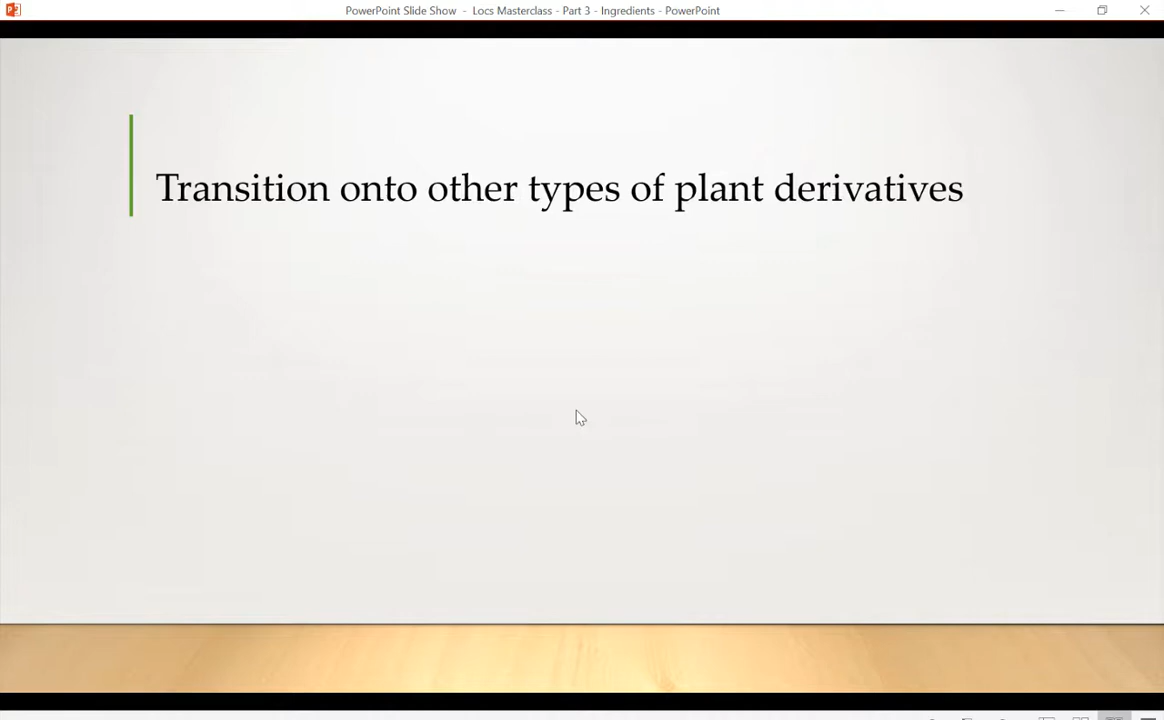 PowerPoint Slide Show - Locs Masterclass - Part 3 - Ingredients - PowerPoint
Transition onto other types of plant derivatives